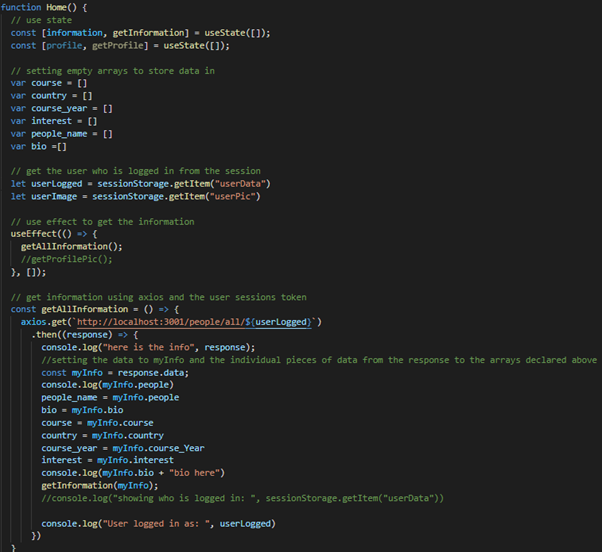 function Home() {
// use state
const [information, getInformation] = useState([]);
const [profile, getProfile] = useState([]);
// setting empty arrays to store data in
var course = []
var country = []
var course_year = []
var interest = []
var people_name = []
var bio =[]
// get the user who is logged in from the session
let userLogged = sessionStorage.getItem("userData")
let userImage = sessionStorage.getItem("userPic")
// use effect to get the information
useEffect(() => {
getAllInformation();
//getProfilePic();
}, []);
// get information using axios and the user sessions token
const getAllInformation = () => {
axios.get(`http://localhost:3001/people/all/${userLogged}`)
.then((response) => {
console.log("here is the info", response);
//setting the data to myInfo and the individual pieces of data from the response to the arrays declared above
const myInfo = response.data;
console.log(myInfo.people)
people_name = myInfo.people
bio = myInfo.bio
course = myInfo.course
country = myInfo.country
course_year = myInfo.course_Year
interest = myInfo.interest
console.log(myInfo.bio + "bio here")
getInformation(myInfo);
//console.log("showing who is logged in: ", sessionStorage.getItem("userData"))
console.log("User logged in as: ", userLogged)
})
}